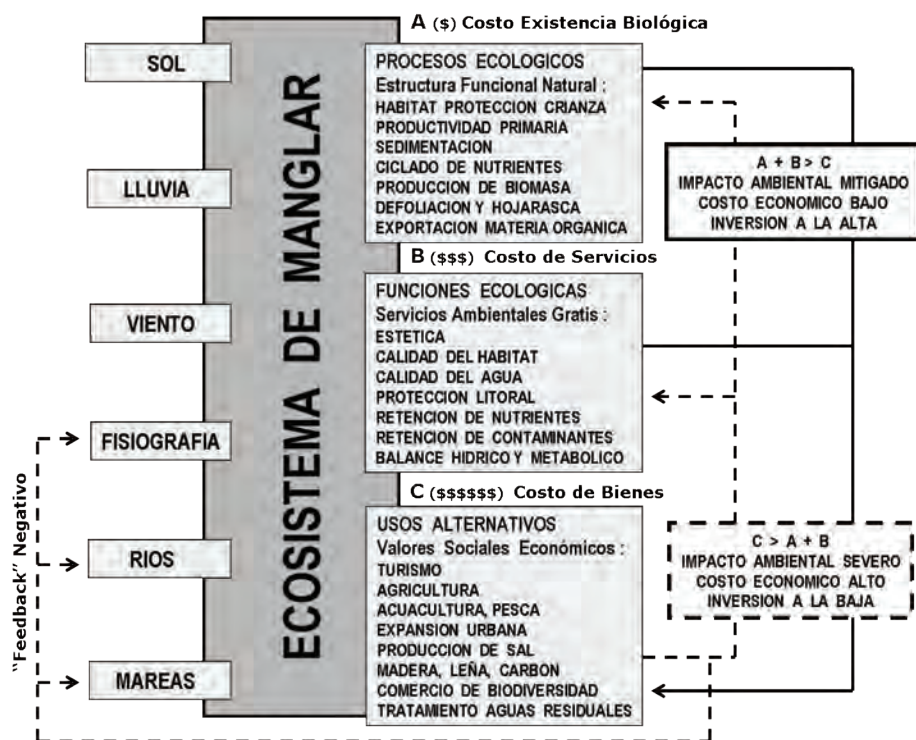 SOL
LLUVIA
VIENTO
FISIOGRAFIA
RIOS
MAREAS
"Feedback" Negativo
ECOSISTEMA DE MANGLAR
A ($) Costo Existencia Biológica
PROCESOS ECOLOGICOS
Estructura Funcional Natural :
HABITAT PROTECCION CRIANZA
PRODUCTIVIDAD PRIMARIA
SEDIMENTACION
CICLADO DE NUTRIENTES
PRODUCCION DE BIOMASA
DEFOLIACION Y HOJARASCA
EXPORTACION MATERIA ORGANICA
B ($$$) Costo de Servicios
FUNCIONES ECOLOGICAS
Servicios Ambientales Gratis :
ESTETICA
CALIDAD DEL HABITAT
CALIDAD DEL AGUA
PROTECCION LITORAL
RETENCION DE NUTRIENTES
RETENCION DE CONTAMINANTES
BALANCE HIDRICO Y METABOLICO
C ($$$$$$) Costo de Bienes
USOS ALTERNATIVOS
Valores Sociales Económicos :
TURISMO
AGRICULTURA
ACUACULTURA, PESCA
EXPANSION URBANA
PRODUCCION DE SAL
MADERA, LEÑA, CARBON
COMERCIO DE BIODIVERSIDAD
TRATAMIENTO AGUAS RESIDUALES
A + B > C
IMPACTO AMBIENTAL MITIGADO
COSTO ECONOMICO BAJO
INVERSION A LA ALTA
C > A + B
IMPACTO AMBIENTAL SEVERO
COSTO ECONOMICO ALTO
INVERSION A LA BAJA